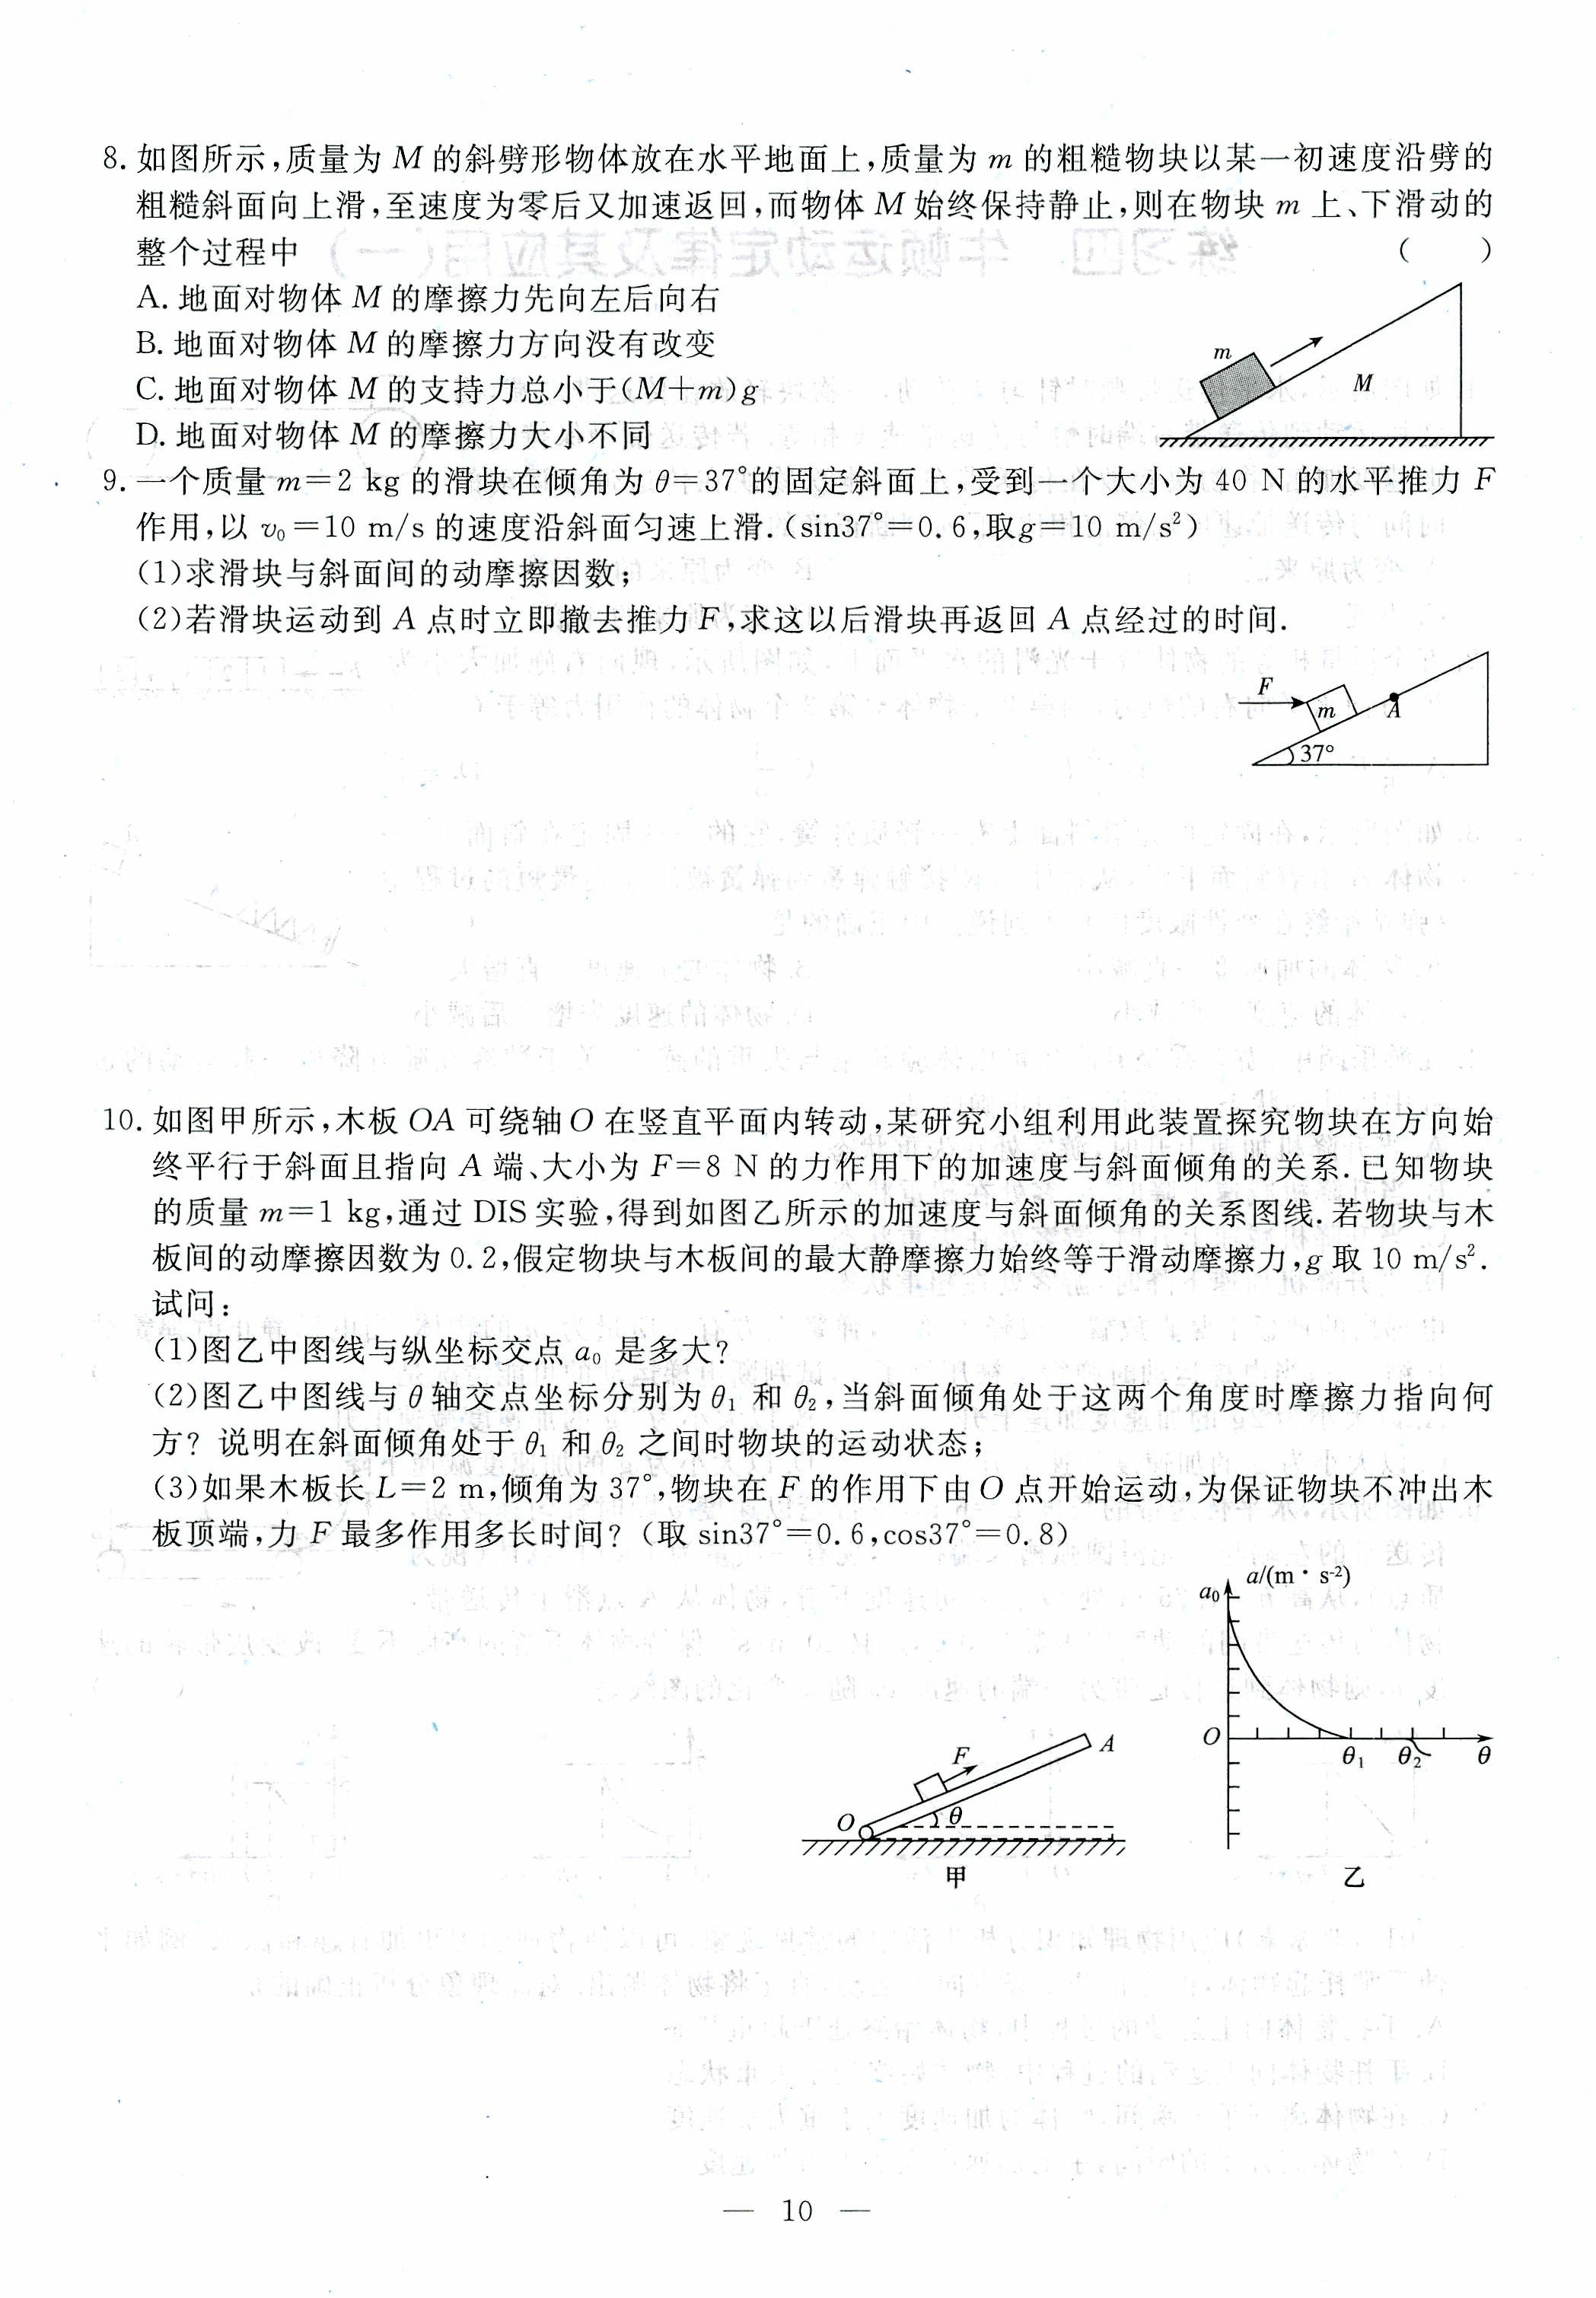 8. 如图所示,质量为 M 的斜劈形物体放在水平地面上,质量为 m 的粗糙物块以某一初速度沿劈的
粗糙斜面向上滑,至速度为零后又加速返回,而物体 M 始终保持静止,则在物块 m 上、下滑动的
整个过程中 (    )
A. 地面对物体 M 的摩擦力先向左后向右
B. 地面对物体 M 的摩擦力方向没有改变
C. 地面对物体 M 的支持力总小于(M+m)g
D. 地面对物体 M 的摩擦力大小不同
m
M
9. 一个质量 m=2 kg 的滑块在倾角为 θ=37°的固定斜面上,受到一个大小为 40 N 的水平推力 F
作用,以 v₀=10 m/s 的速度沿斜面匀速上滑.(sin37°=0.6,取g=10 m/s²)
(1)求滑块与斜面间的动摩擦因数;
(2)若滑块运动到 A 点时立即撤去推力 F,求这以后滑块再返回 A 点经过的时间.
F
m
A
37°
10. 如图甲所示,木板 OA 可绕轴 O 在竖直平面内转动,某研究小组利用此装置探究物块在方向始
终平行于斜面且指向 A 端、大小为 F=8 N 的力作用下的加速度与斜面倾角的关系. 已知物块
的质量 m=1 kg,通过 DIS 实验,得到如图乙所示的加速度与斜面倾角的关系图线. 若物块与木
板间的动摩擦因数为 0.2,假定物块与木板间的最大静摩擦力始终等于滑动摩擦力,g 取 10 m/s².
试问:
(1)图乙中图线与纵坐标交点 a₀ 是多大?
(2)图乙中图线与 θ 轴交点坐标分别为 θ₁ 和 θ₂,当斜面倾角处于这两个角度时摩擦力指向何
方? 说明在斜面倾角处于 θ₁ 和 θ₂ 之间时物块的运动状态;
(3)如果木板长 L=2 m,倾角为 37°,物块在 F 的作用下由 O 点开始运动,为保证物块不冲出木
板顶端,力 F 最多作用多长时间? (取 sin37°=0.6,cos37°=0.8)
F
A
O
θ
甲
a₀
a/(m·s⁻²)
O
θ₁
θ₂
θ
乙
— 10 —